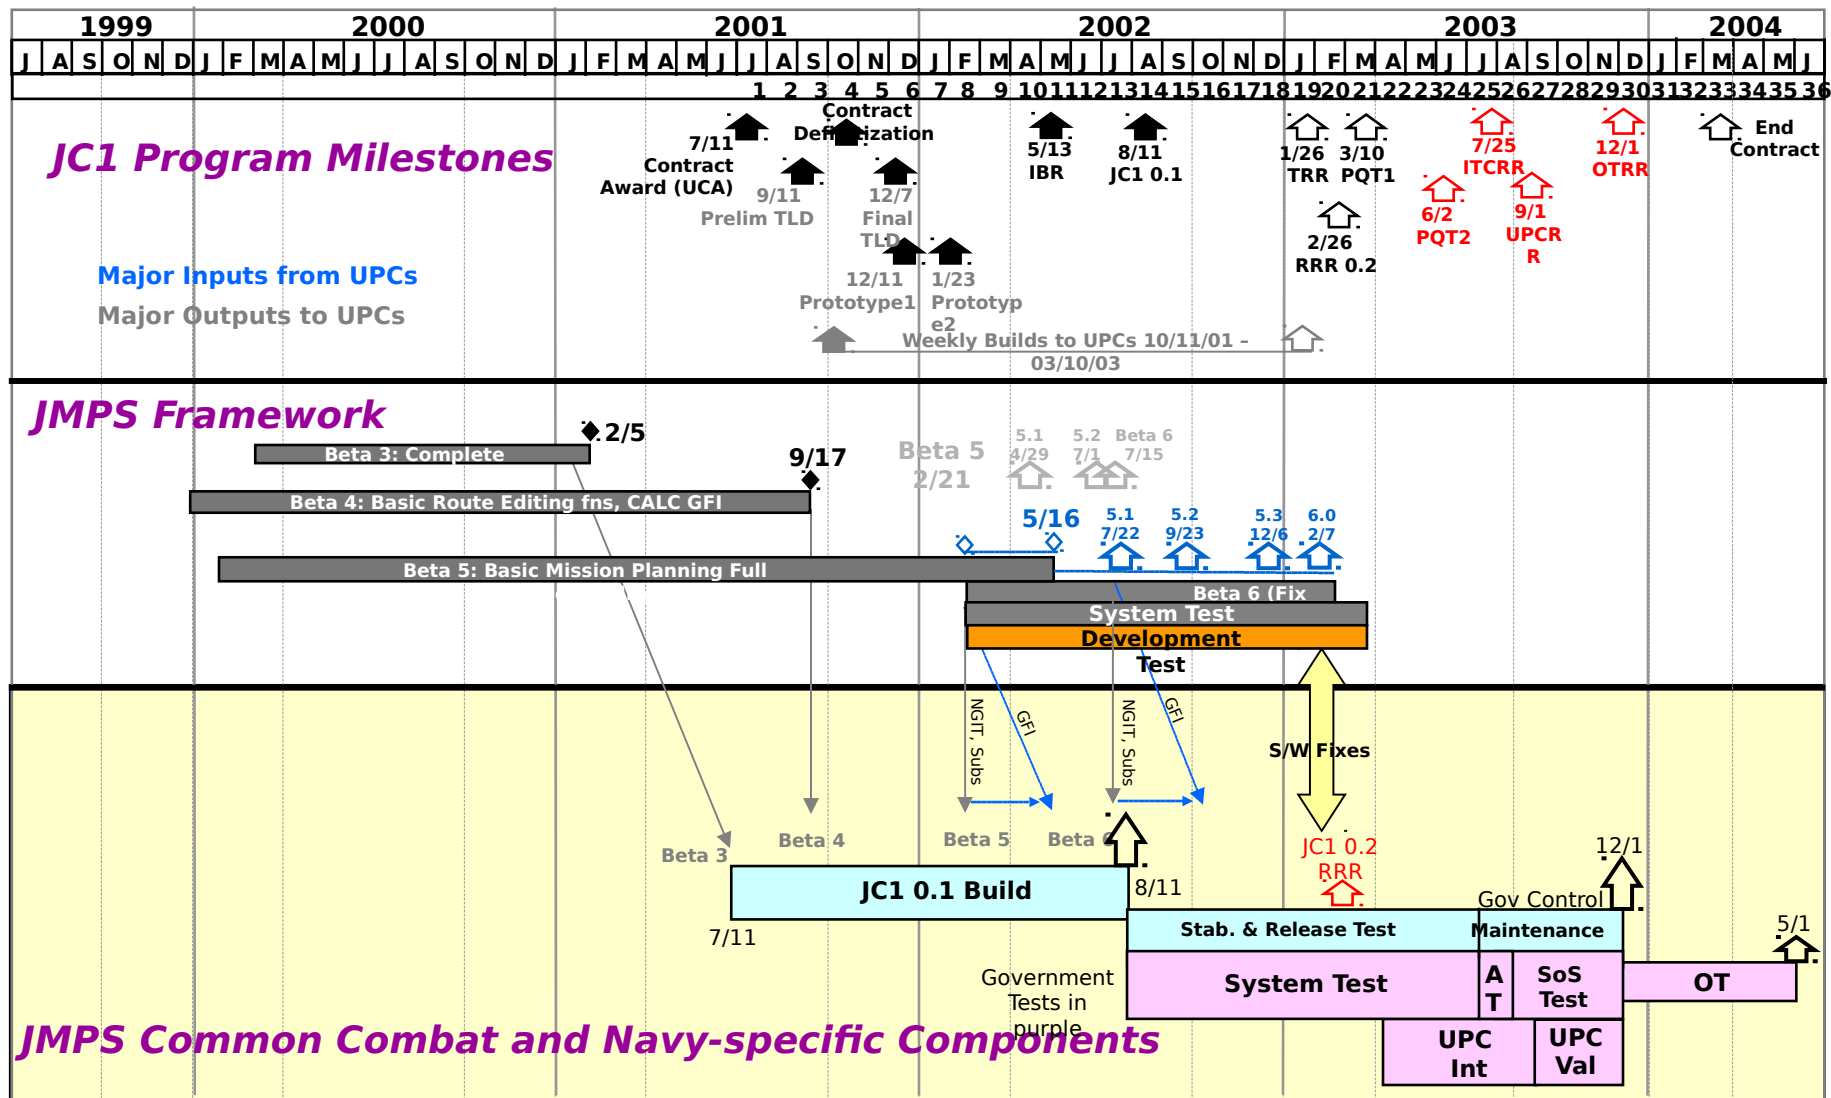 1999 2000 2001 2002 2003 2004
J A S O N D J F M A M J J A S O N D J F M A M J J A S O N D J F M A M J J A S O N D J F M A M J J A S O N D J F M A M J
1 2 3 4 5 6 7 8 9 10 11 12 13 14 15 16 17 18 19 20 21 22 23 24 25 26 27 28 29 30 31 32 33 34 35 36
JC1 Program Milestones
Contract
Definitization
7/11
Contract
Award (UCA)
9/11
Prelim TLD
12/7
Final
TLD
12/11
Prototype1
1/23
Prototyp
e2
5/13
IBR
8/11
JC1 0.1
1/26
TRR
3/10
PQT1
2/26
RRR 0.2
7/25
ITCRR
6/2
PQT2
9/1
UPCR
R
12/1
OTRR
End
Contract
Major Inputs from UPCs
Major Outputs to UPCs
Weekly Builds to UPCs 10/11/01 –
03/10/03
JMPS Framework
2/5
Beta 3: Complete
9/17
Beta 4: Basic Route Editing fns, CALC GFI
Beta 5
2/21
5.1
4/29
5.2
7/1
Beta 6
7/15
5/16
5.1
7/22
5.2
9/23
5.3
12/6
6.0
2/7
Beta 5: Basic Mission Planning Full
Beta 6 (Fix
System Test
Development
Test
NGIT, Subs
GFI
NGIT, Subs
GFI
S/W Fixes
Beta 3
Beta 4
Beta 5
Beta 6
JC1 0.2
RRR
12/1
JC1 0.1 Build
8/11
7/11
Gov Control
5/1
Stab. & Release Test
Maintenance
Government
Tests in
purple
System Test
A
T
SoS
Test
OT
JMPS Common Combat and Navy-specific Components
UPC
Int
UPC
Val